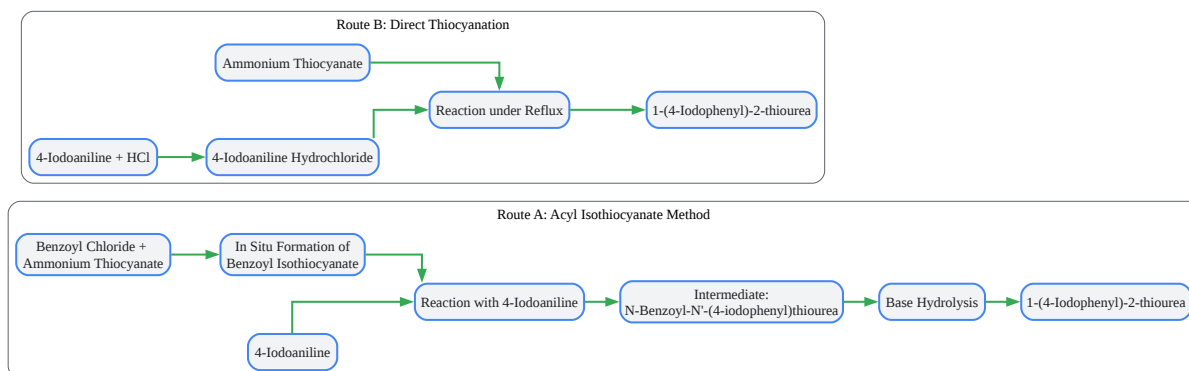 Route B: Direct Thiocyanation
Ammonium Thiocyanate
Reaction under Reflux
1-(4-Iodophenyl)-2-thiourea
4-Iodoaniline + HCl
4-Iodoaniline Hydrochloride
Route A: Acyl Isothiocyanate Method
Benzoyl Chloride +
Ammonium Thiocyanate
In Situ Formation of
Benzoyl Isothiocyanate
Reaction with 4-Iodoaniline
Intermediate:
N-Benzoyl-N'-(4-iodophenyl)thiourea
Base Hydrolysis
1-(4-Iodophenyl)-2-thiourea
4-Iodoaniline